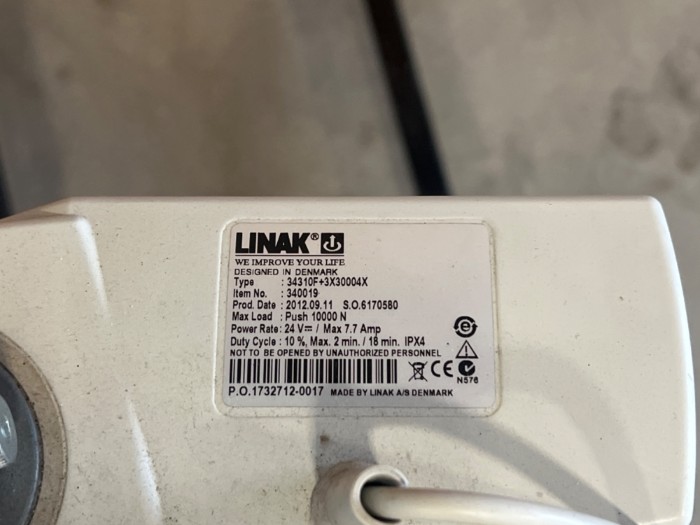 LINAK®
WE IMPROVE YOUR LIFE
DESIGNED IN DENMARK
Type : 34310F+3X30004X
Item No. : 340019
Prod. Date : 2012.09.11 S.O.6170580
Max Load : Push 10000 N
Power Rate : 24 V⎓ / Max 7.7 Amp
Duty Cycle : 10 %, Max. 2 min. / 18 min. IPX4
NOT TO BE OPENED BY UNAUTHORIZED PERSONNEL
CE
N576
P.O.1732712-0017 MADE BY LINAK A/S DENMARK